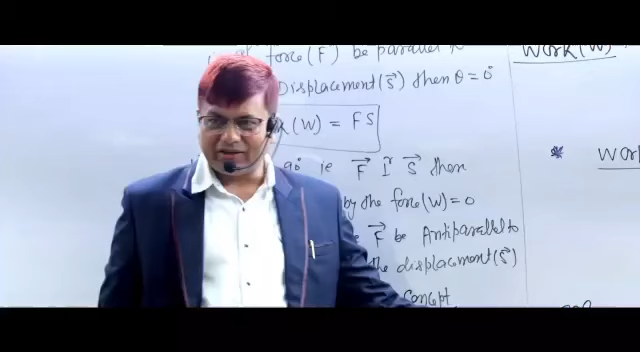 force (F) be parallel to
Displacement (S⃗) then θ = 0°
(W) = FS
90° ie F⃗ ⊥ S⃗ then
by the force (W) = 0
F⃗ be Antiparallel to
the displacement (S⃗)
concept
Work (W)
* Work